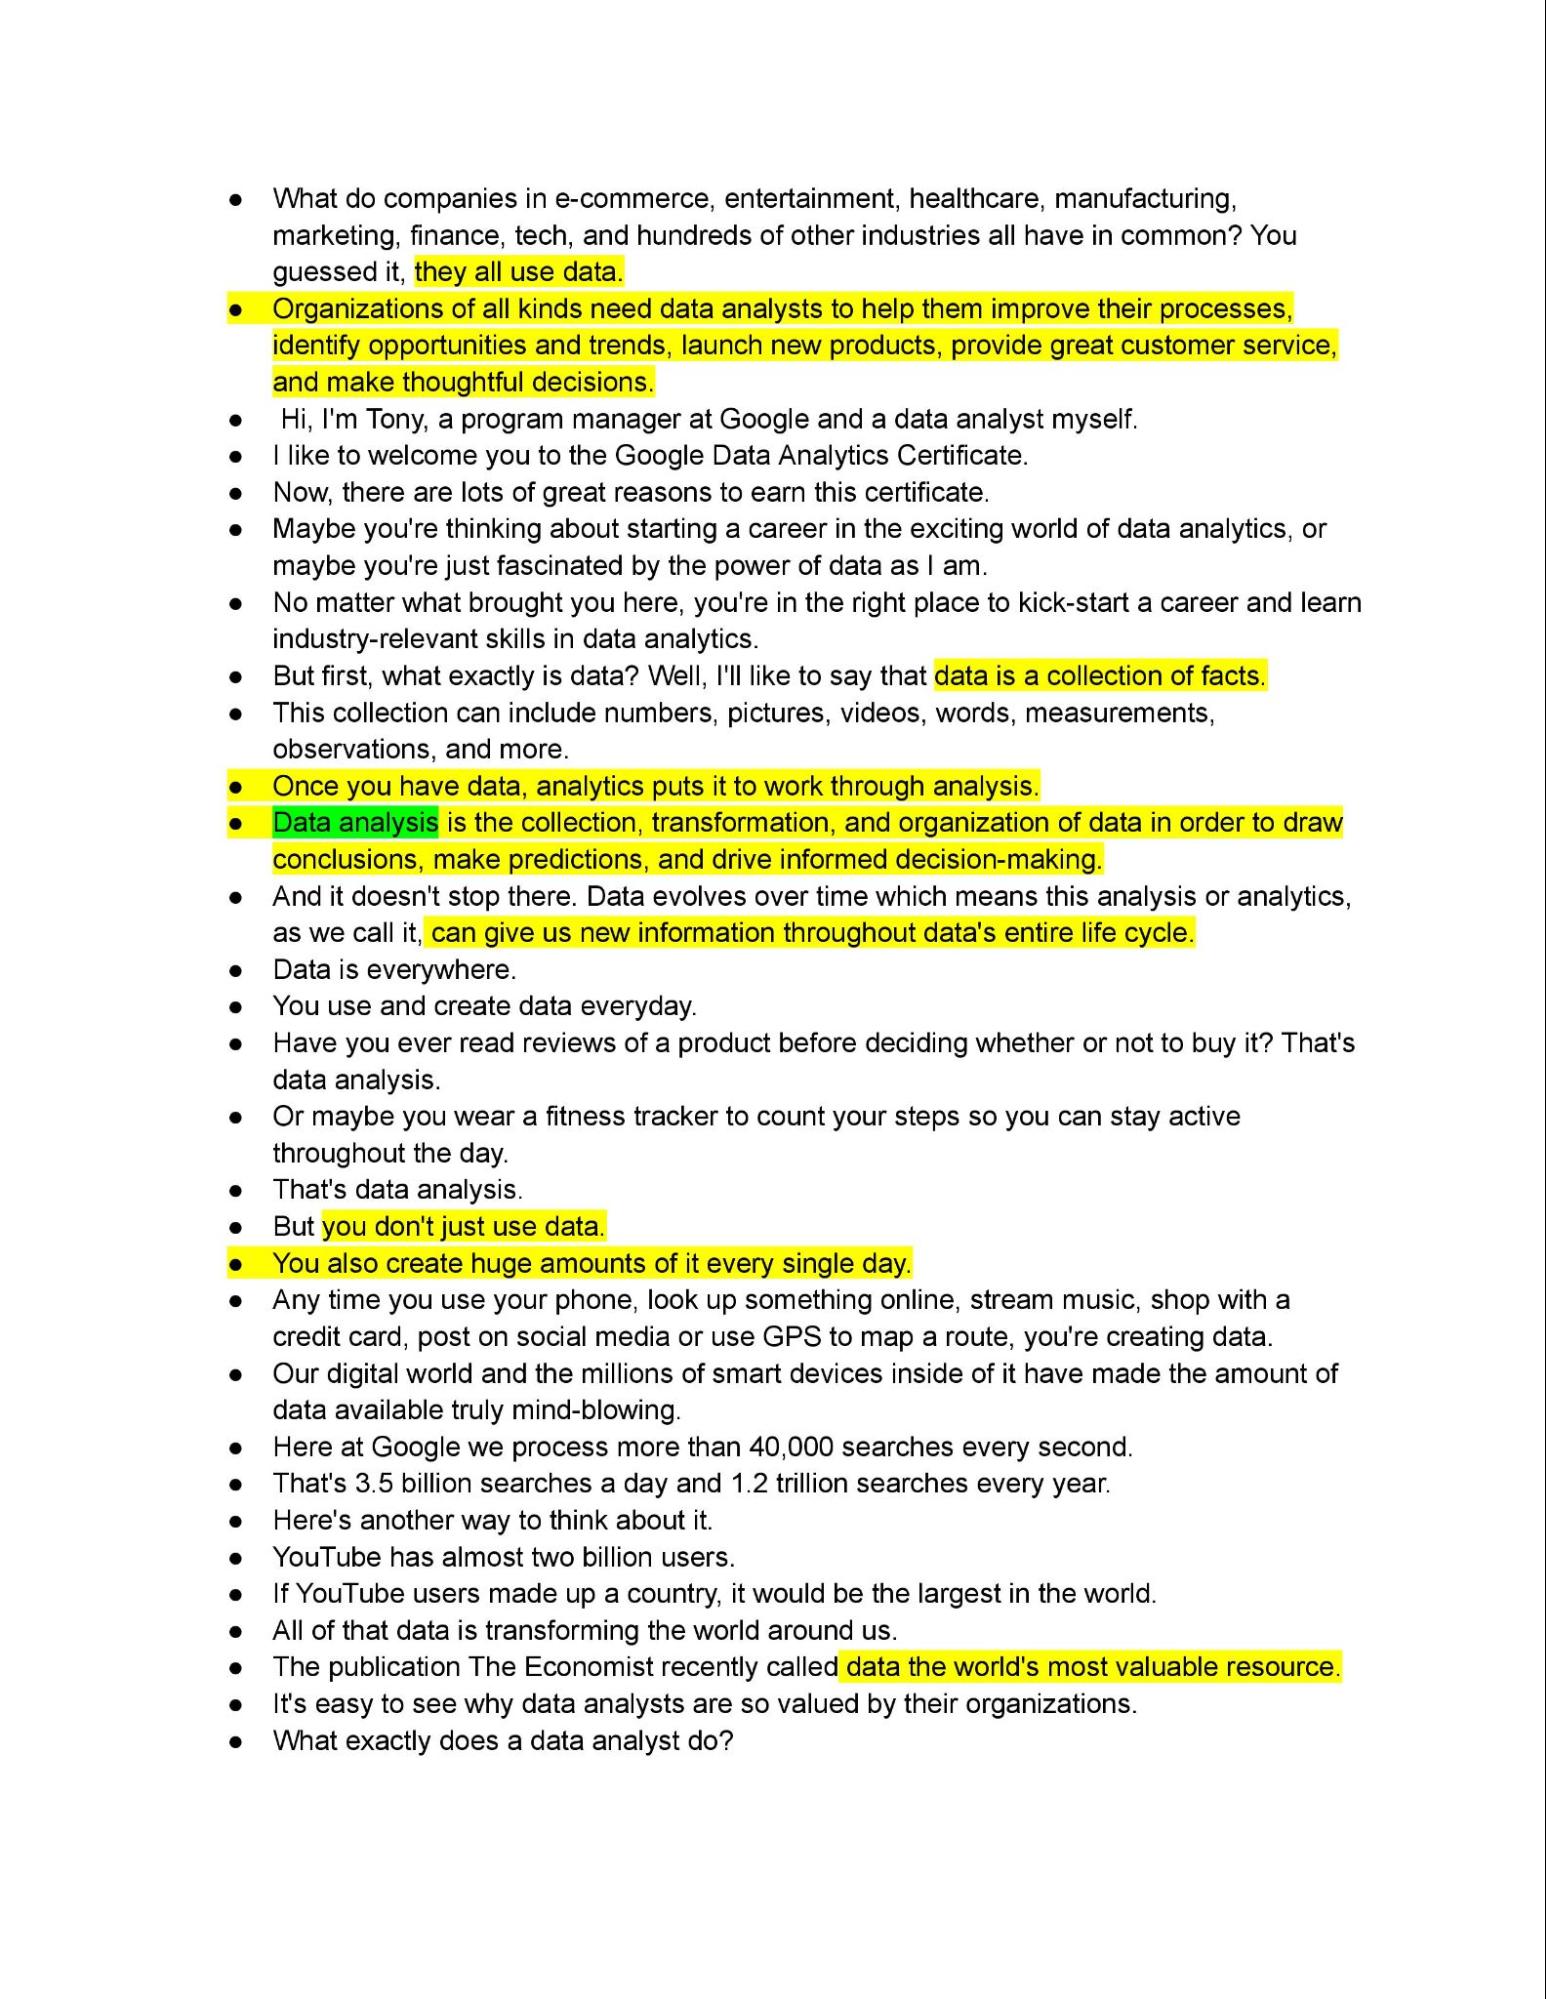 ● What do companies in e-commerce, entertainment, healthcare, manufacturing,
marketing, finance, tech, and hundreds of other industries all have in common? You
guessed it, they all use data.
● Organizations of all kinds need data analysts to help them improve their processes,
identify opportunities and trends, launch new products, provide great customer service,
and make thoughtful decisions.
● Hi, I'm Tony, a program manager at Google and a data analyst myself.
● I like to welcome you to the Google Data Analytics Certificate.
● Now, there are lots of great reasons to earn this certificate.
● Maybe you're thinking about starting a career in the exciting world of data analytics, or
maybe you're just fascinated by the power of data as I am.
● No matter what brought you here, you're in the right place to kick-start a career and learn
industry-relevant skills in data analytics.
● But first, what exactly is data? Well, I'll like to say that data is a collection of facts.
● This collection can include numbers, pictures, videos, words, measurements,
observations, and more.
● Once you have data, analytics puts it to work through analysis.
● Data analysis is the collection, transformation, and organization of data in order to draw
conclusions, make predictions, and drive informed decision-making.
● And it doesn't stop there. Data evolves over time which means this analysis or analytics,
as we call it, can give us new information throughout data's entire life cycle.
● Data is everywhere.
● You use and create data everyday.
● Have you ever read reviews of a product before deciding whether or not to buy it? That's
data analysis.
● Or maybe you wear a fitness tracker to count your steps so you can stay active
throughout the day.
● That's data analysis.
● But you don't just use data.
● You also create huge amounts of it every single day.
● Any time you use your phone, look up something online, stream music, shop with a
credit card, post on social media or use GPS to map a route, you're creating data.
● Our digital world and the millions of smart devices inside of it have made the amount of
data available truly mind-blowing.
● Here at Google we process more than 40,000 searches every second.
● That's 3.5 billion searches a day and 1.2 trillion searches every year.
● Here's another way to think about it.
● YouTube has almost two billion users.
● If YouTube users made up a country, it would be the largest in the world.
● All of that data is transforming the world around us.
● The publication The Economist recently called data the world's most valuable resource.
● It's easy to see why data analysts are so valued by their organizations.
● What exactly does a data analyst do?